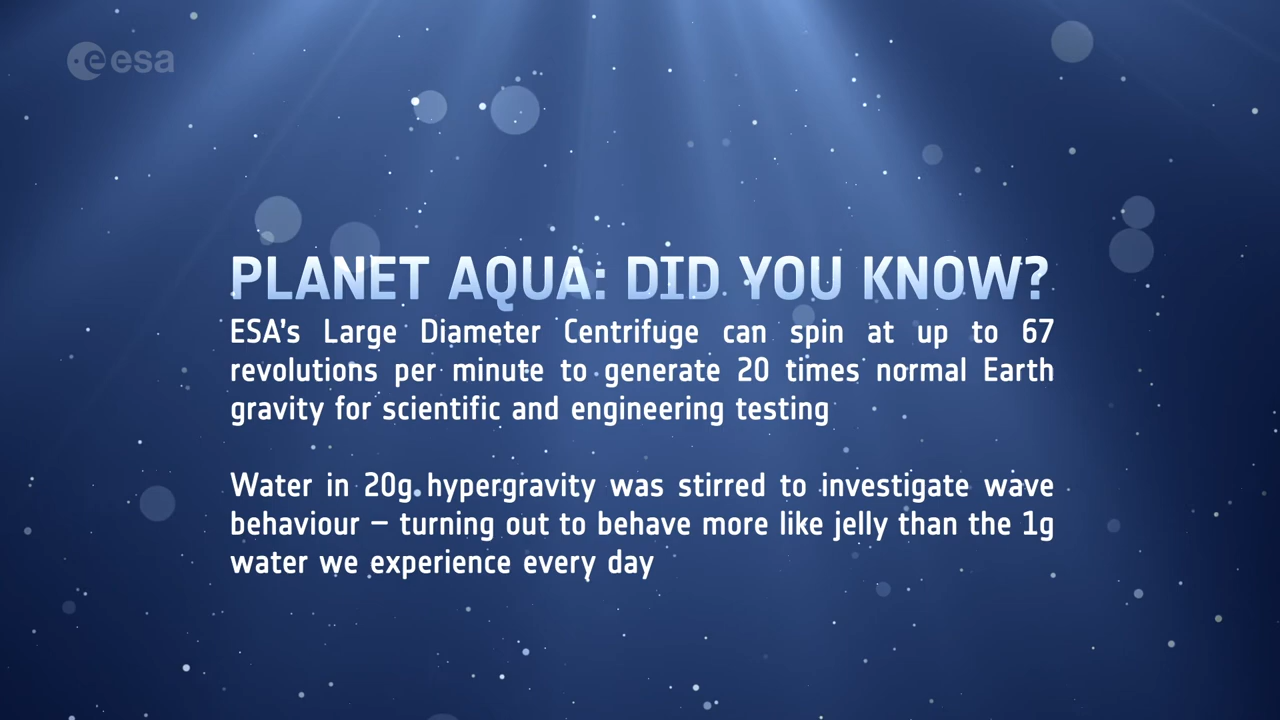 esa
PLANET AQUA: DID YOU KNOW?
ESA's Large Diameter Centrifuge can spin at up to 67
revolutions per minute to generate 20 times normal Earth
gravity for scientific and engineering testing
Water in 20g hypergravity was stirred to investigate wave
behaviour – turning out to behave more like jelly than the 1g
water we experience every day